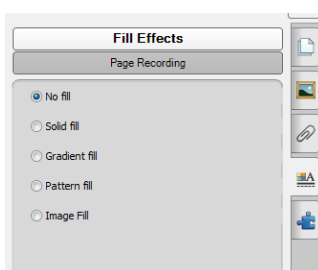 Fill Effects
Page Recording
No fill
Solid fill
Gradient fill
Pattern fill
Image Fill
A